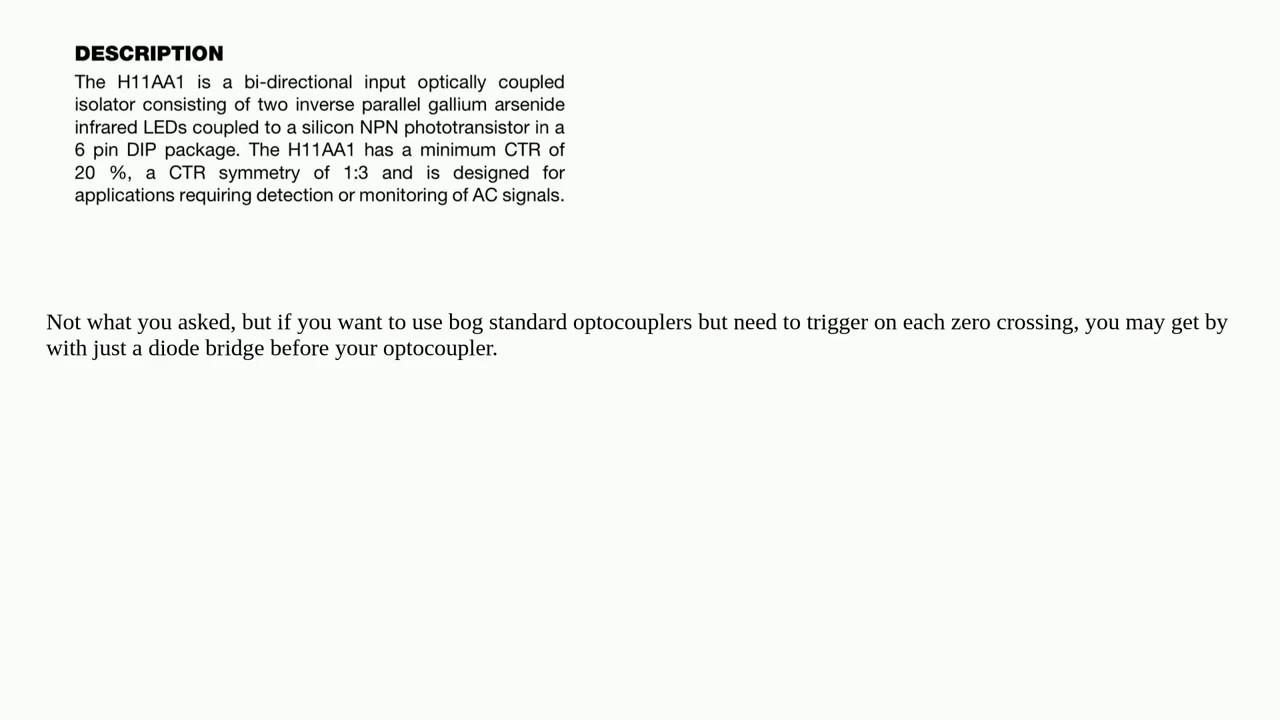 DESCRIPTION
The H11AA1 is a bi-directional input optically coupled
isolator consisting of two inverse parallel gallium arsenide
infrared LEDs coupled to a silicon NPN phototransistor in a
6 pin DIP package. The H11AA1 has a minimum CTR of
20 %, a CTR symmetry of 1:3 and is designed for
applications requiring detection or monitoring of AC signals.
Not what you asked, but if you want to use bog standard optocouplers but need to trigger on each zero crossing, you may get by
with just a diode bridge before your optocoupler.